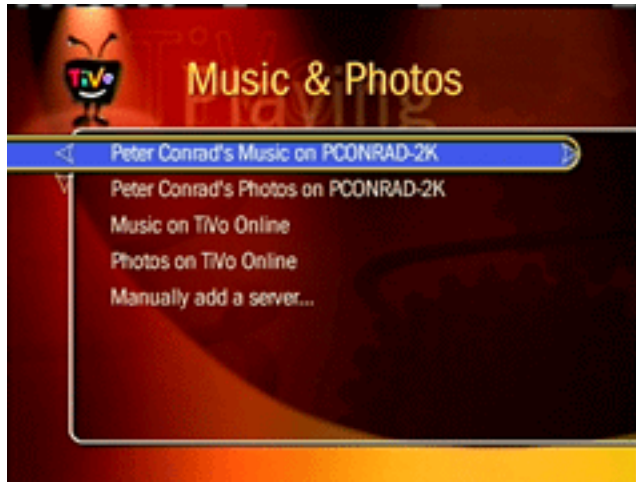 TiVo
Music & Photos
Playing
Peter Conrad's Music on PCONRAD-2K
Peter Conrad's Photos on PCONRAD-2K
Music on TiVo Online
Photos on TiVo Online
Manually add a server...